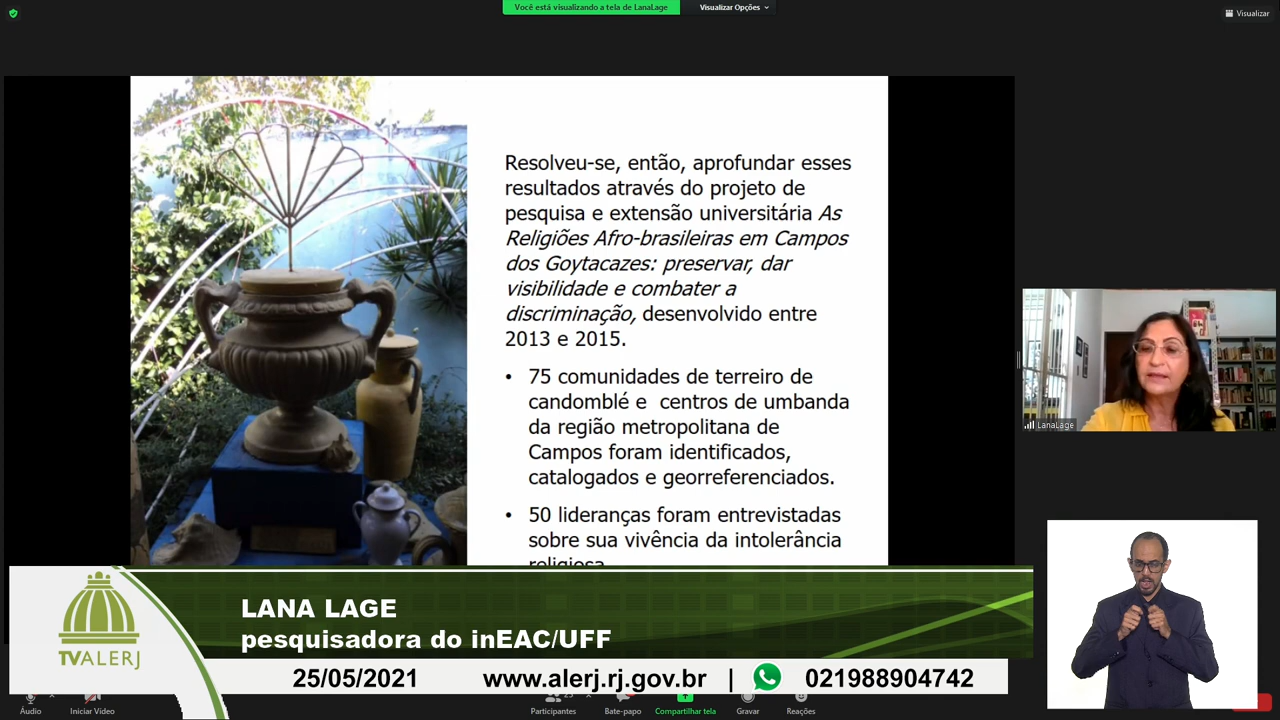 Você está visualizando a tela de LanaLage
Visualizar Opções
Visualizar
Resolveu-se, então, aprofundar esses
resultados através do projeto de
pesquisa e extensão universitária As
Religiões Afro-brasileiras em Campos
dos Goytacazes: preservar, dar
visibilidade e combater a
discriminação, desenvolvido entre
2013 e 2015.
• 75 comunidades de terreiro de
candomblé e centros de umbanda
da região metropolitana de
Campos foram identificados,
catalogados e georreferenciados.
• 50 lideranças foram entrevistadas
sobre sua vivência da intolerância
religiosa
LanaLage
LANA LAGE
pesquisadora do inEAC/UFF
TVALERJ
25/05/2021 www.alerj.rj.gov.br | 021988904742
Áudio
Iniciar Vídeo
Participantes
Bate-papo
Compartilhar tela
Gravar
Reações